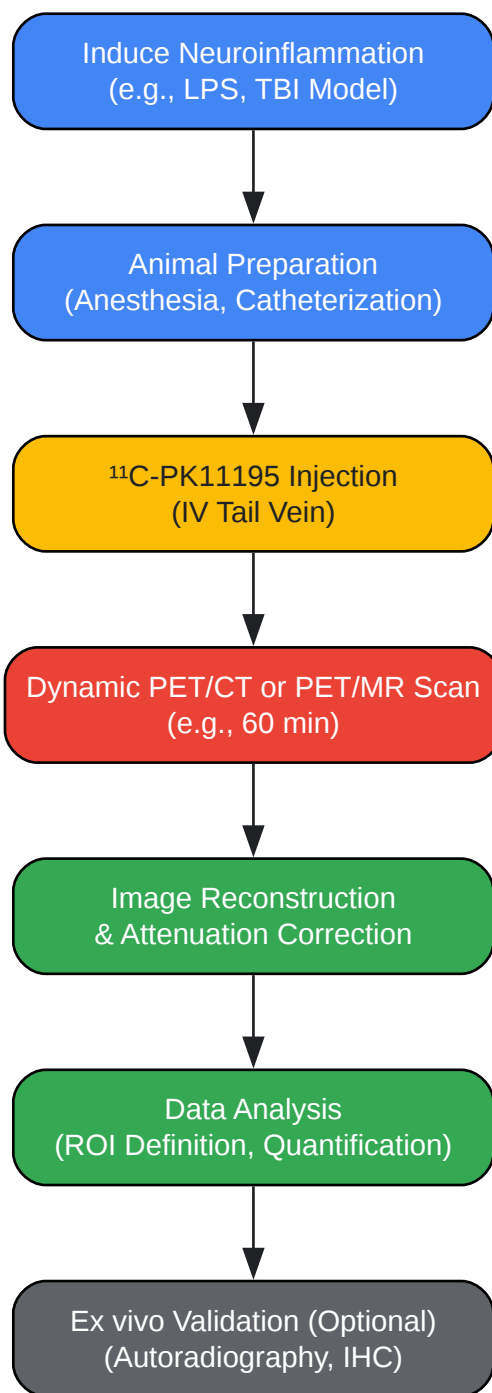 Induce Neuroinflammation
(e.g., LPS, TBI Model)
Animal Preparation
(Anesthesia, Catheterization)
¹¹C-PK11195 Injection
(IV Tail Vein)
Dynamic PET/CT or PET/MR Scan
(e.g., 60 min)
Image Reconstruction
& Attenuation Correction
Data Analysis
(ROI Definition, Quantification)
Ex vivo Validation (Optional)
(Autoradiography, IHC)